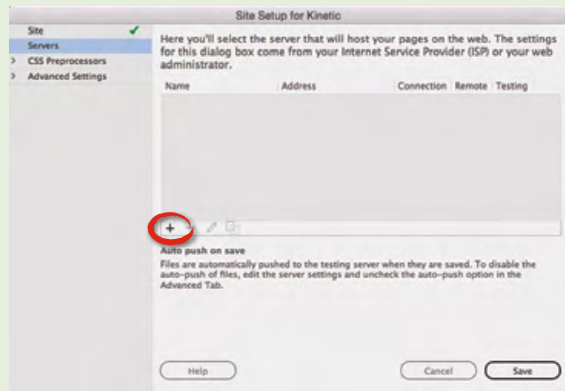 Site Setup for Kinetic
Site
Servers
CSS Preprocessors
Advanced Settings
Here you'll select the server that will host your pages on the web. The settings
for this dialog box come from your Internet Service Provider (ISP) or your web
administrator.
Name Address Connection Remote Testing
Auto push on save
Files are automatically pushed to the testing server when they are saved. To disable the
auto-push of files, edit the server settings and uncheck the auto-push option in the
Advanced Tab.
Help Cancel Save